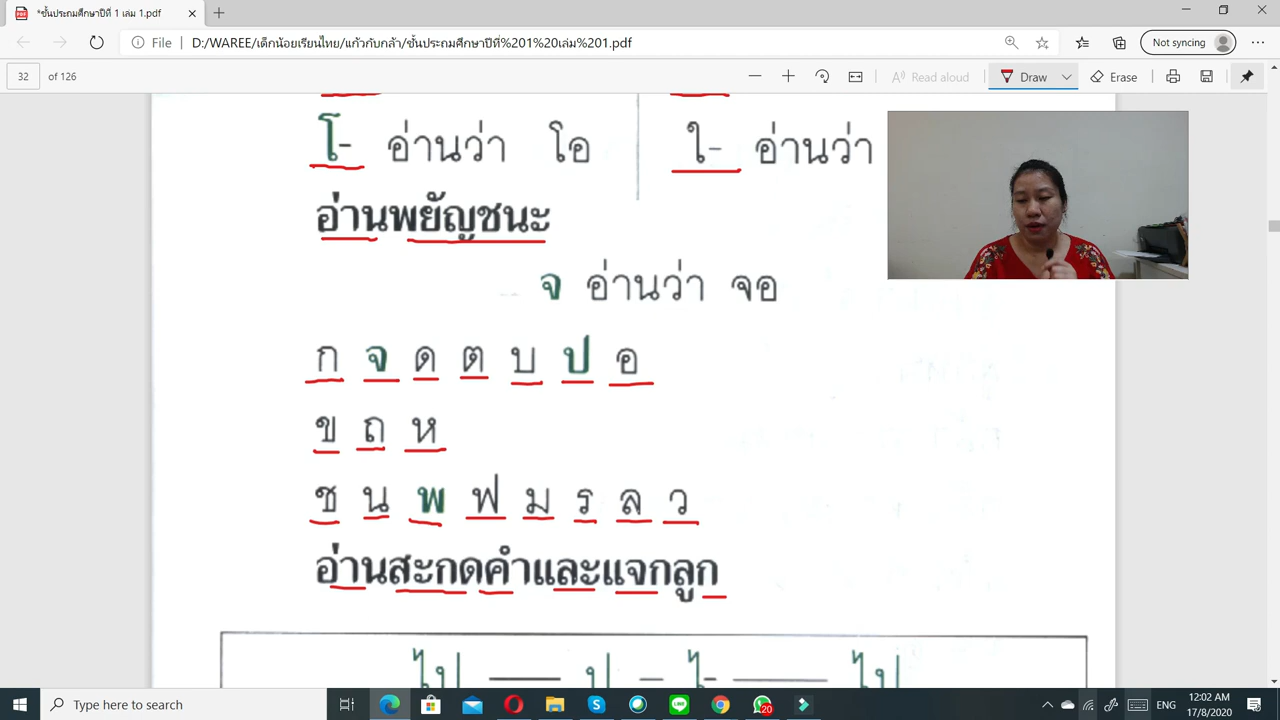 *ชั้นประถมศึกษาปีที่ 1 เล่ม 1.pdf
File D:/WAREE/เด็กน้อยเรียนไทย/แก้วกับกล้า/ชั้นประถมศึกษาปีที่%201%20เล่ม%201.pdf Not syncing
32 of 126 Read aloud Draw Erase
โ- อ่านว่า โอ ใ- อ่านว่า
อ่านพยัญชนะ
จ อ่านว่า จอ
ก จ ด ต บ ป อ
ข ถ ห
ช น พ ฟ ม ร ล ว
อ่านสะกดคำและแจกลูก
ไป — ป – ไ- — ไป
Type here to search 20 ENG 12:02 AM
17/8/2020